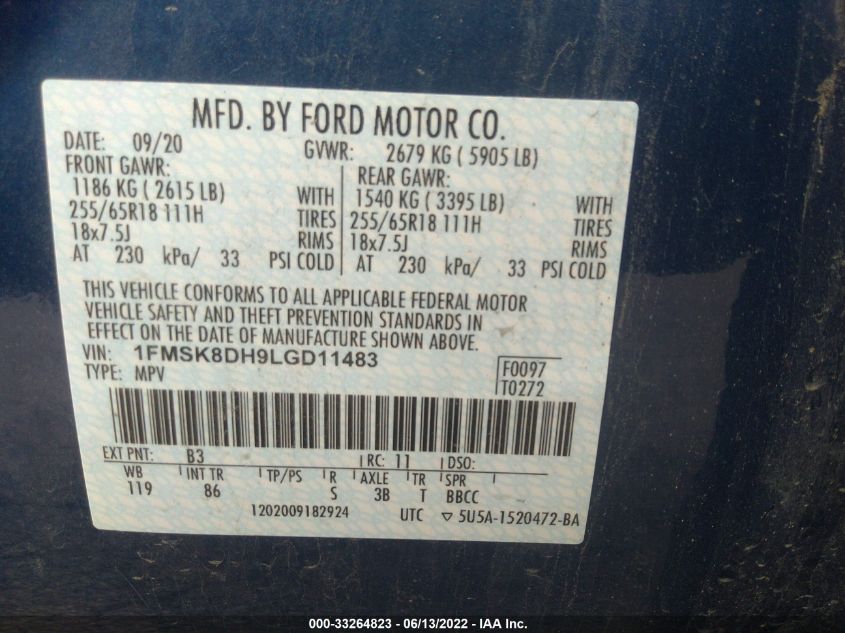 MFD. BY FORD MOTOR CO.
DATE: 09/20 GVWR: 2679 KG ( 5905 LB)
FRONT GAWR: REAR GAWR:
1186 KG ( 2615 LB) WITH 1540 KG ( 3395 LB) WITH
255/65R18 111H TIRES 255/65R18 111H TIRES
18x7.5J RIMS 18x7.5J RIMS
AT 230 kPa/ 33 PSI COLD AT 230 kPa/ 33 PSI COLD
THIS VEHICLE CONFORMS TO ALL APPLICABLE FEDERAL MOTOR
VEHICLE SAFETY AND THEFT PREVENTION STANDARDS IN
EFFECT ON THE DATE OF MANUFACTURE SHOWN ABOVE.
VIN: 1FMSK8DH9LGD11483 F0097
TYPE: MPV T0272
EXT PNT: B3 RC: 11 DSO:
WB INT TR TP/PS R AXLE TR SPR
119 86 S 3B T BBCC
1202009182924 UTC ▽ 5U5A-1520472-BA
000-33264823 - 06/13/2022 - IAA Inc.